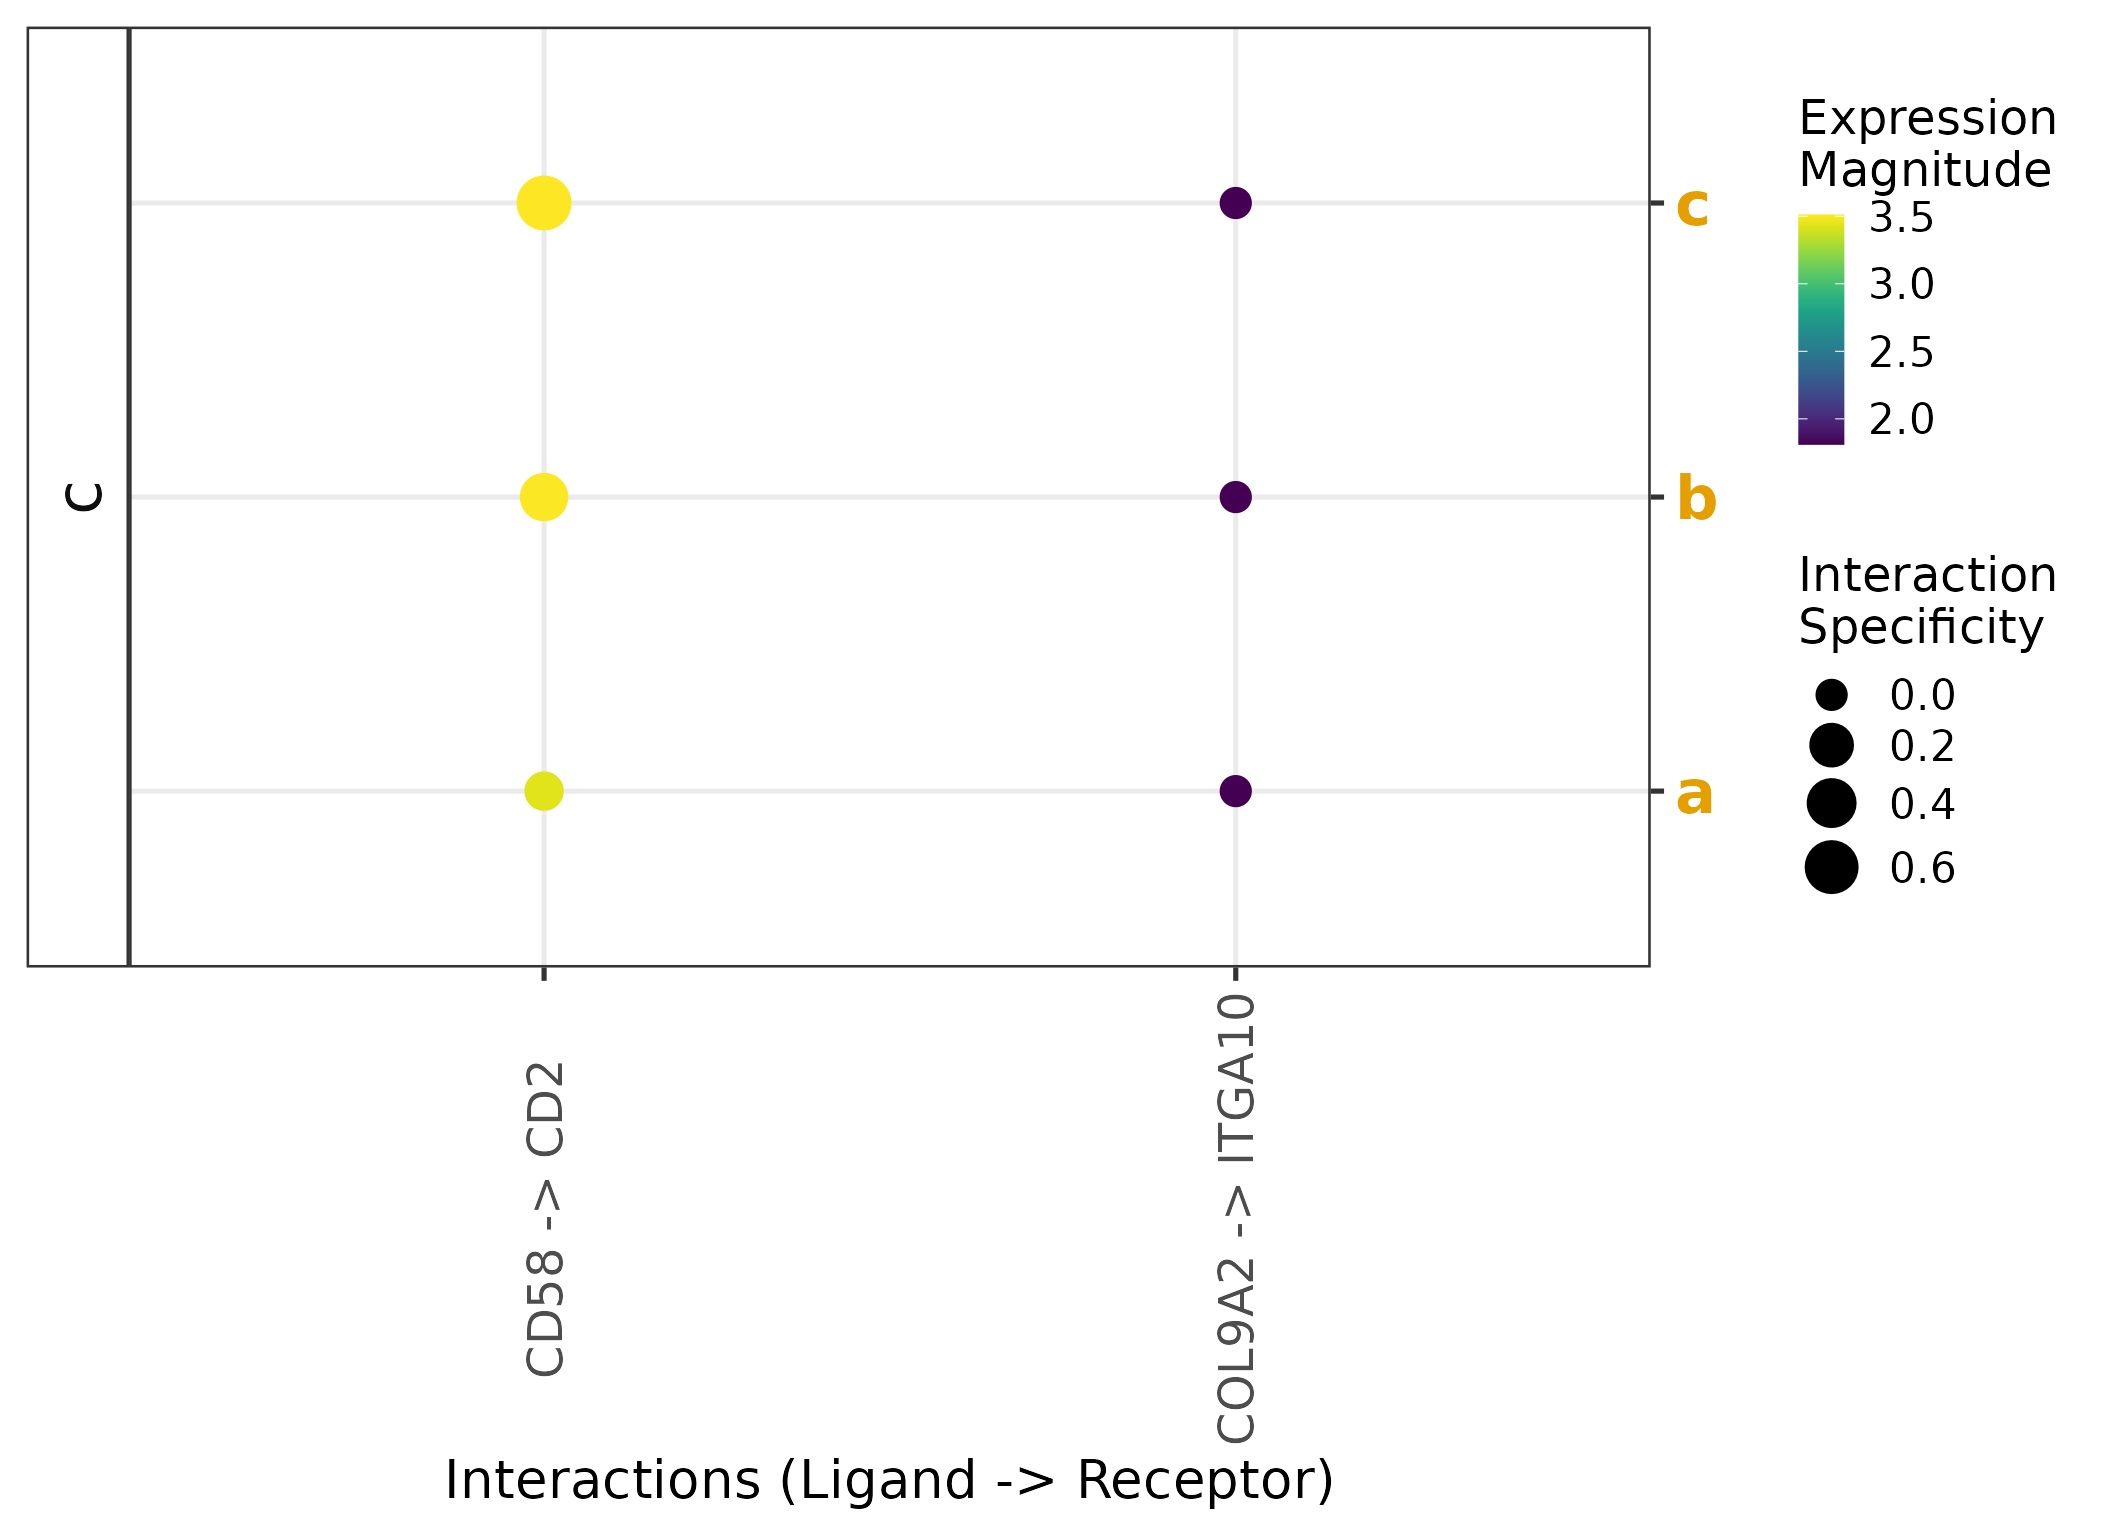 c
c
b
a
CD58 -> CD2
COL9A2 -> ITGA10
Interactions (Ligand -> Receptor)
Expression
Magnitude
3.5
3.0
2.5
2.0
Interaction
Specificity
0.0
0.2
0.4
0.6